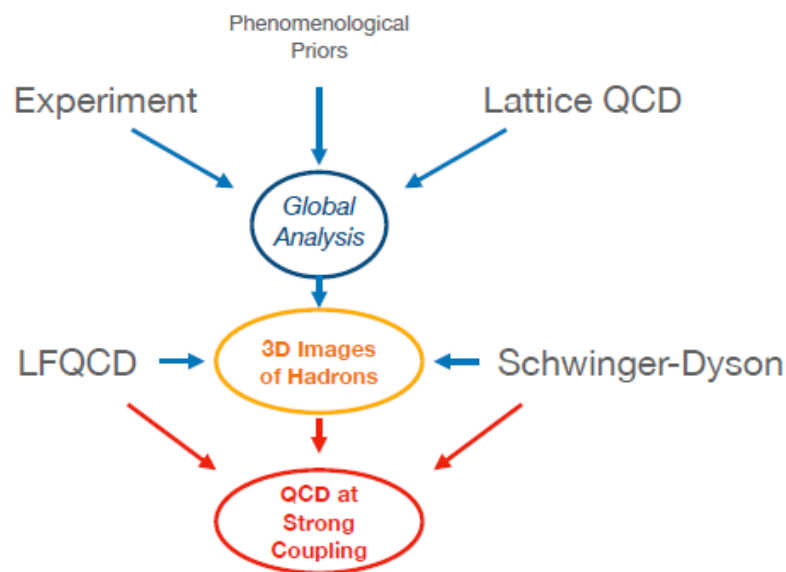 Phenomenological
Priors
Experiment
Lattice QCD
Global
Analysis
LFQCD
3D Images
of Hadrons
Schwinger-Dyson
QCD at
Strong
Coupling